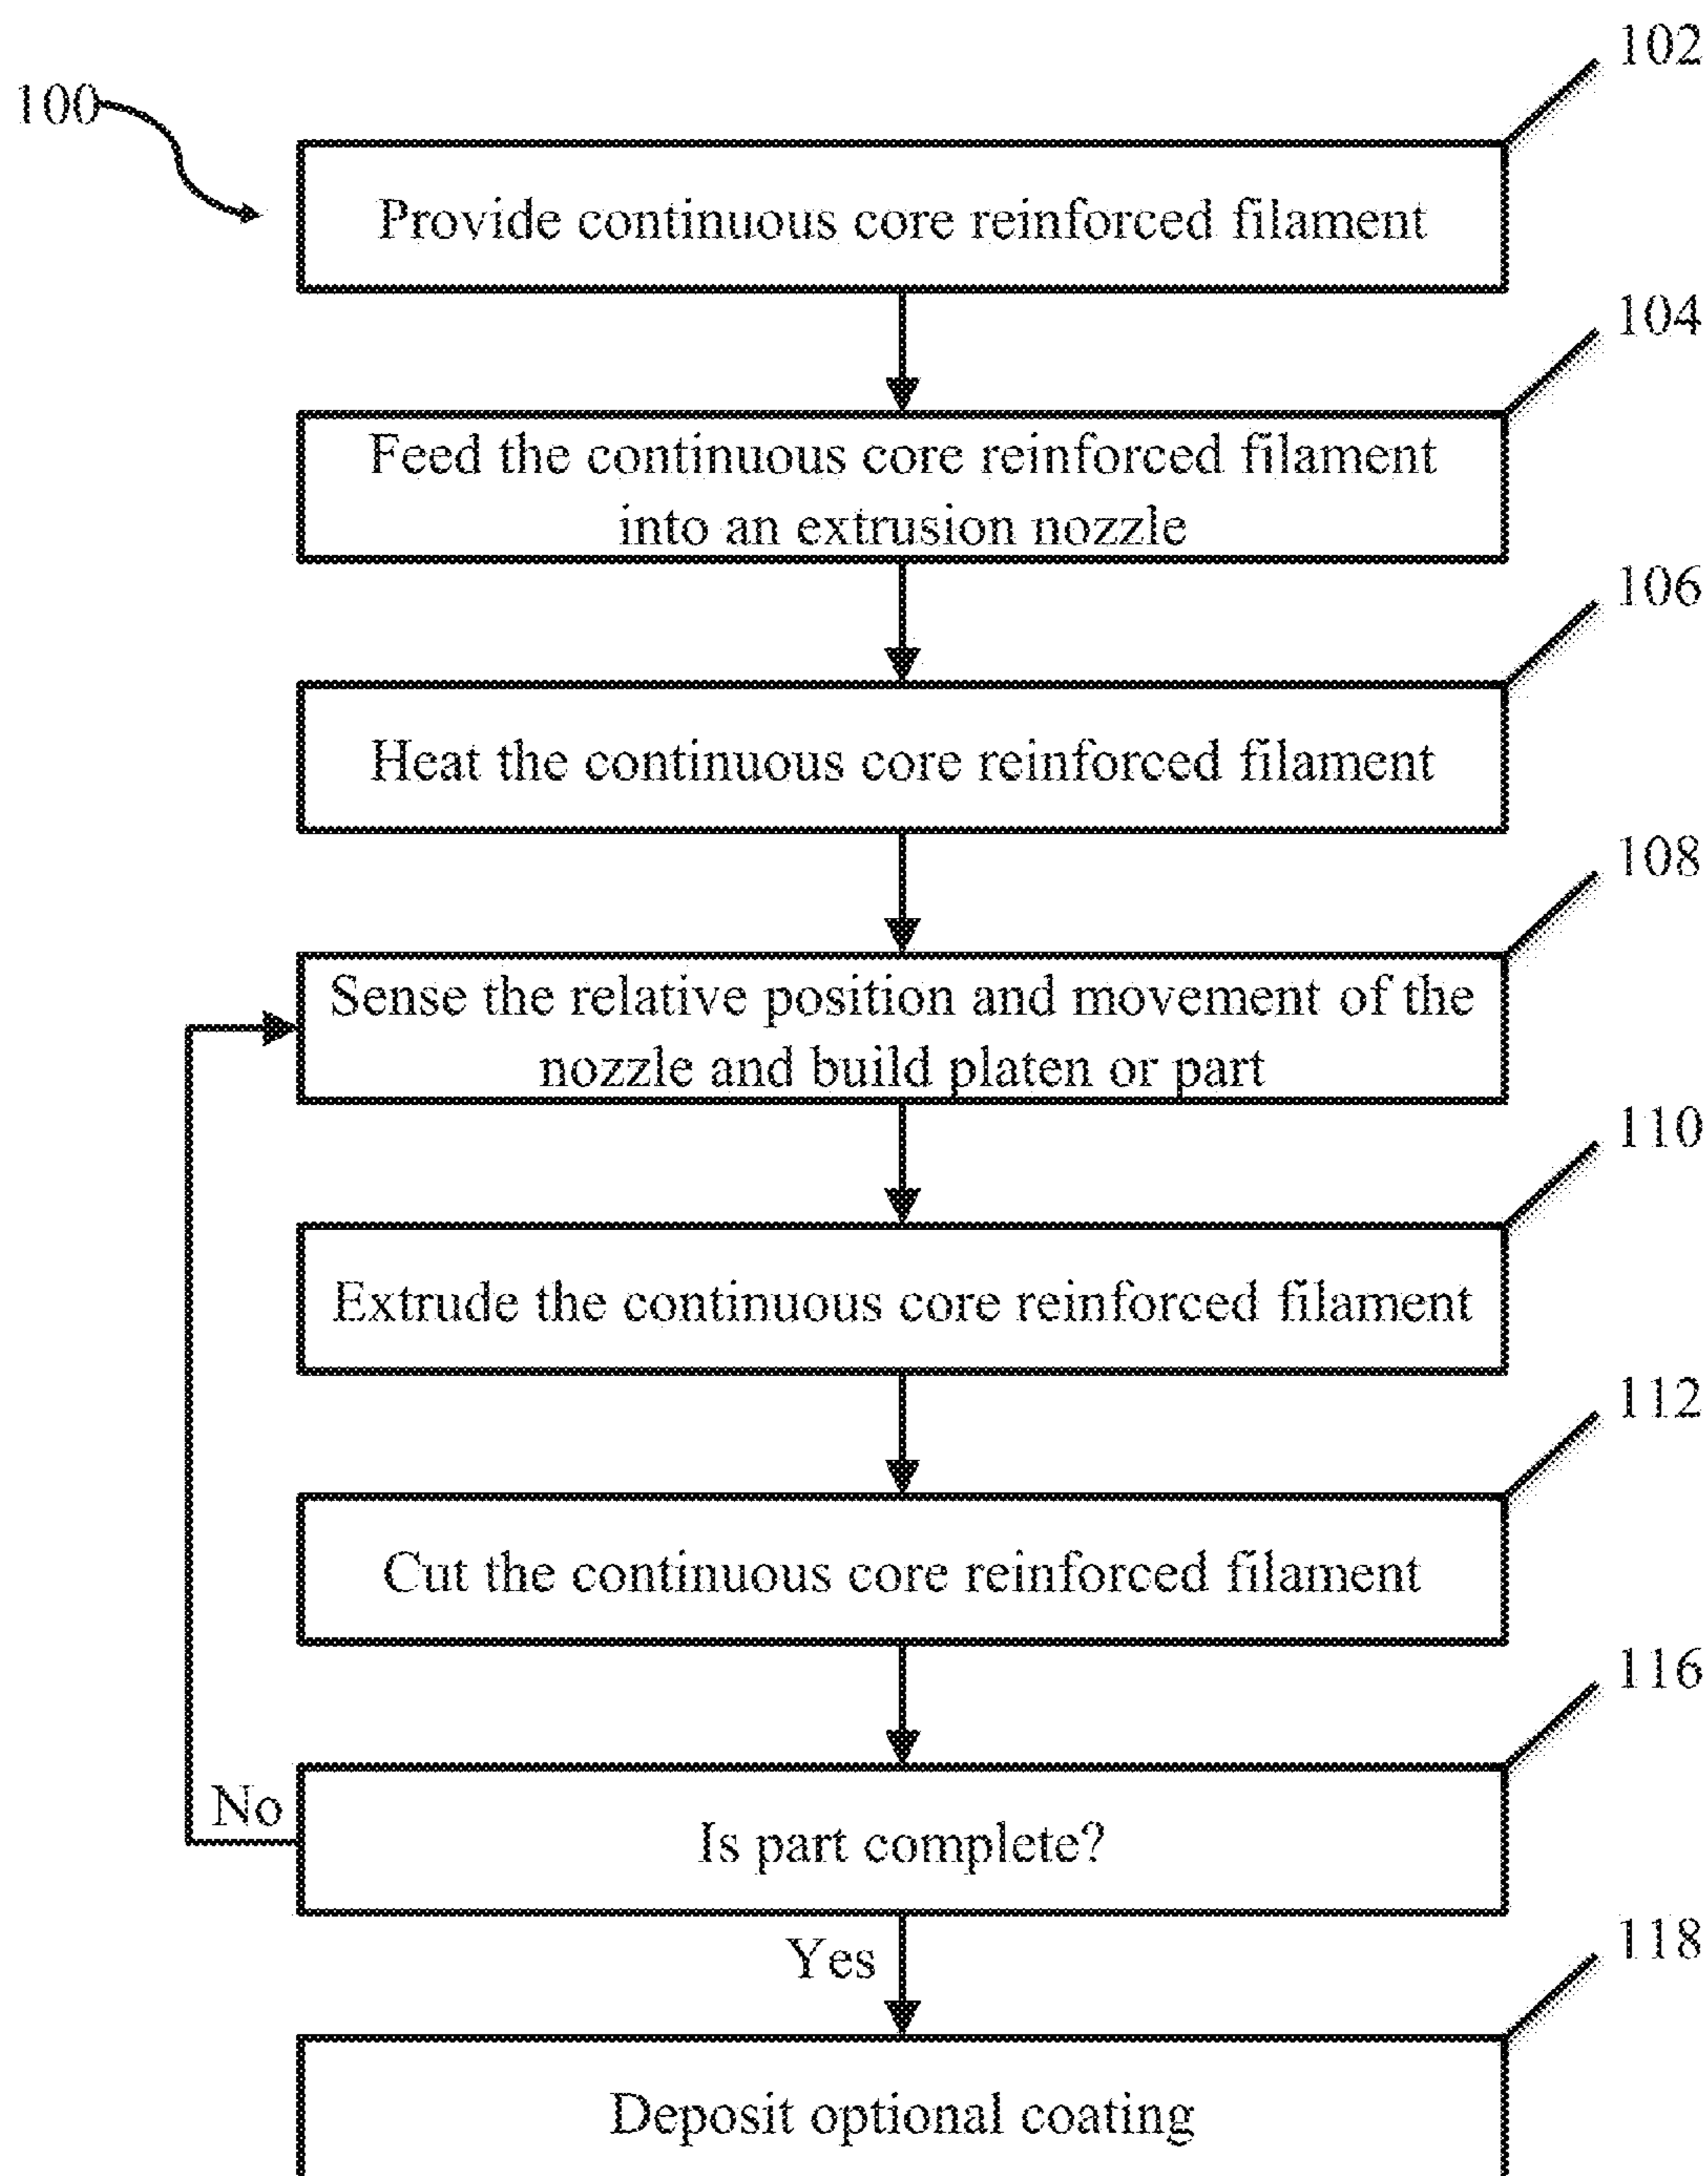 102
100
Provide continuous core reinforced filament
104
Feed the continuous core reinforced filament
into an extrusion nozzle
106
Heat the continuous core reinforced filament
108
Sense the relative position and movement of the
nozzle and build platen or part
110
Extrude the continuous core reinforced filament
112
Cut the continuous core reinforced filament
116
No
Is part complete?
Yes
118
Deposit optional coating